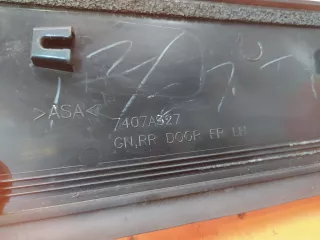 >ASA<
7407A327
GN,RR DOOR FR LH